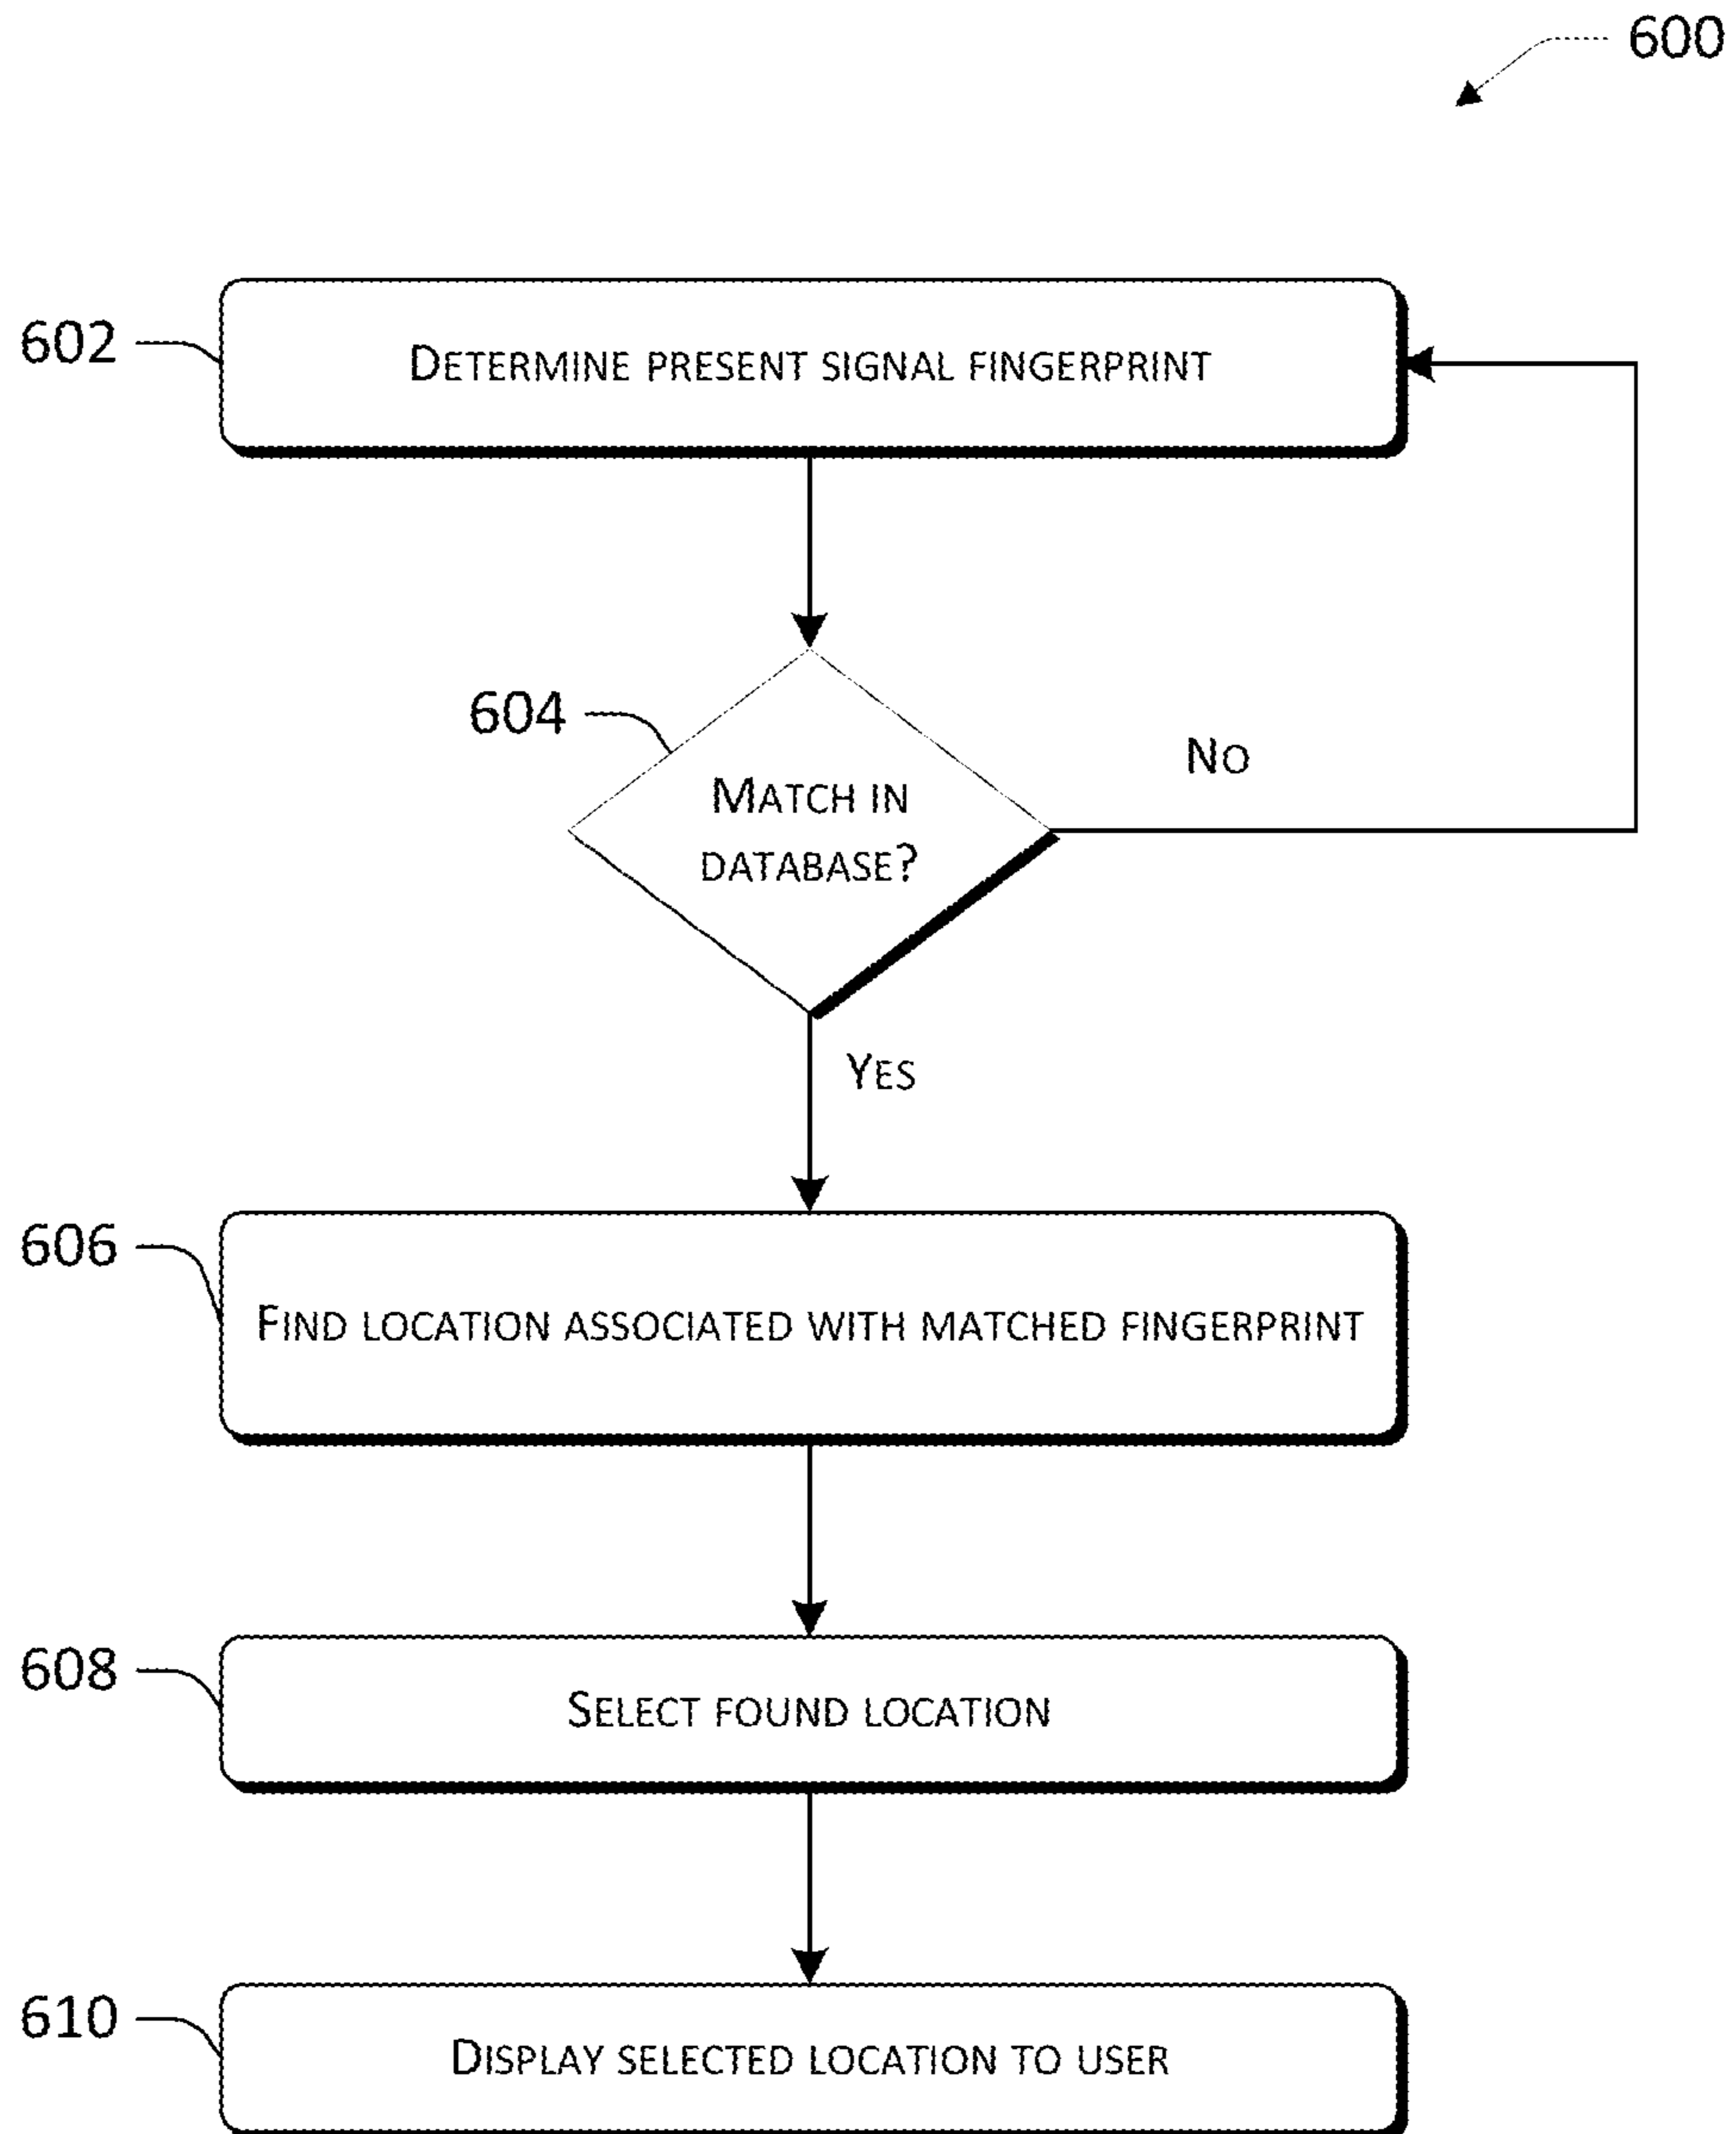 600
602
DETERMINE PRESENT SIGNAL FINGERPRINT
604
MATCH IN
DATABASE?
NO
YES
606
FIND LOCATION ASSOCIATED WITH MATCHED FINGERPRINT
608
SELECT FOUND LOCATION
610
DISPLAY SELECTED LOCATION TO USER